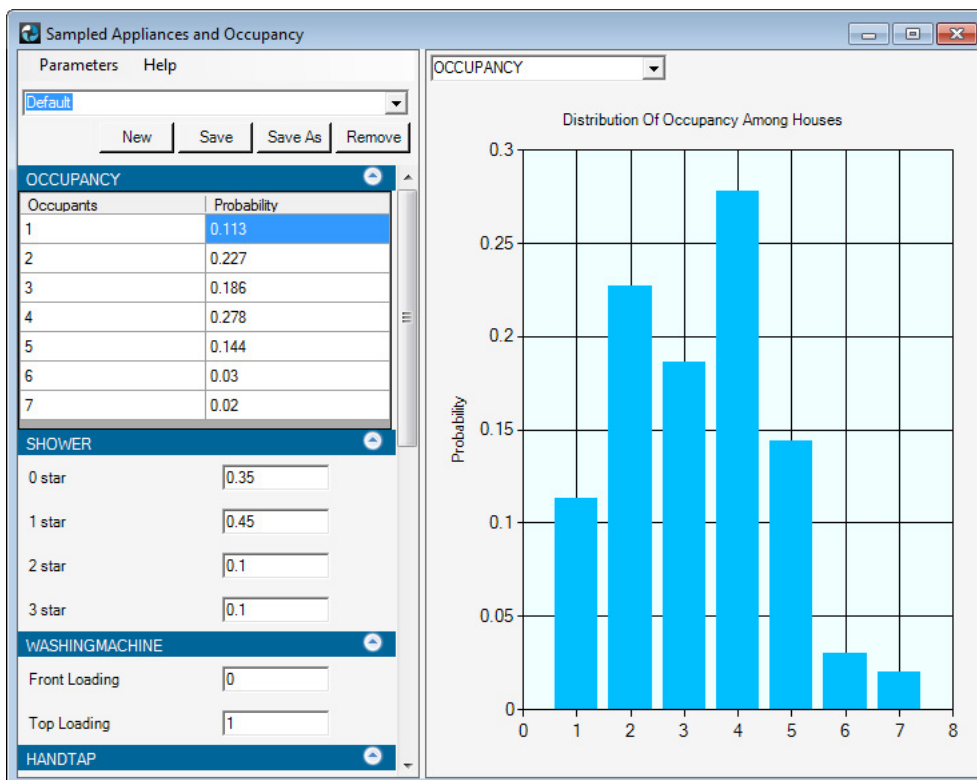 Sampled Appliances and Occupancy
Parameters Help
Default
New Save Save As Remove
OCCUPANCY
Occupants Probability
1 0.113
2 0.227
3 0.186
4 0.278
5 0.144
6 0.03
7 0.02
SHOWER
0 star 0.35
1 star 0.45
2 star 0.1
3 star 0.1
WASHINGMACHINE
Front Loading 0
Top Loading 1
HANDTAP
OCCUPANCY
Distribution Of Occupancy Among Houses
Probability
0.3
0.25
0.2
0.15
0.1
0.05
0
0 1 2 3 4 5 6 7 8